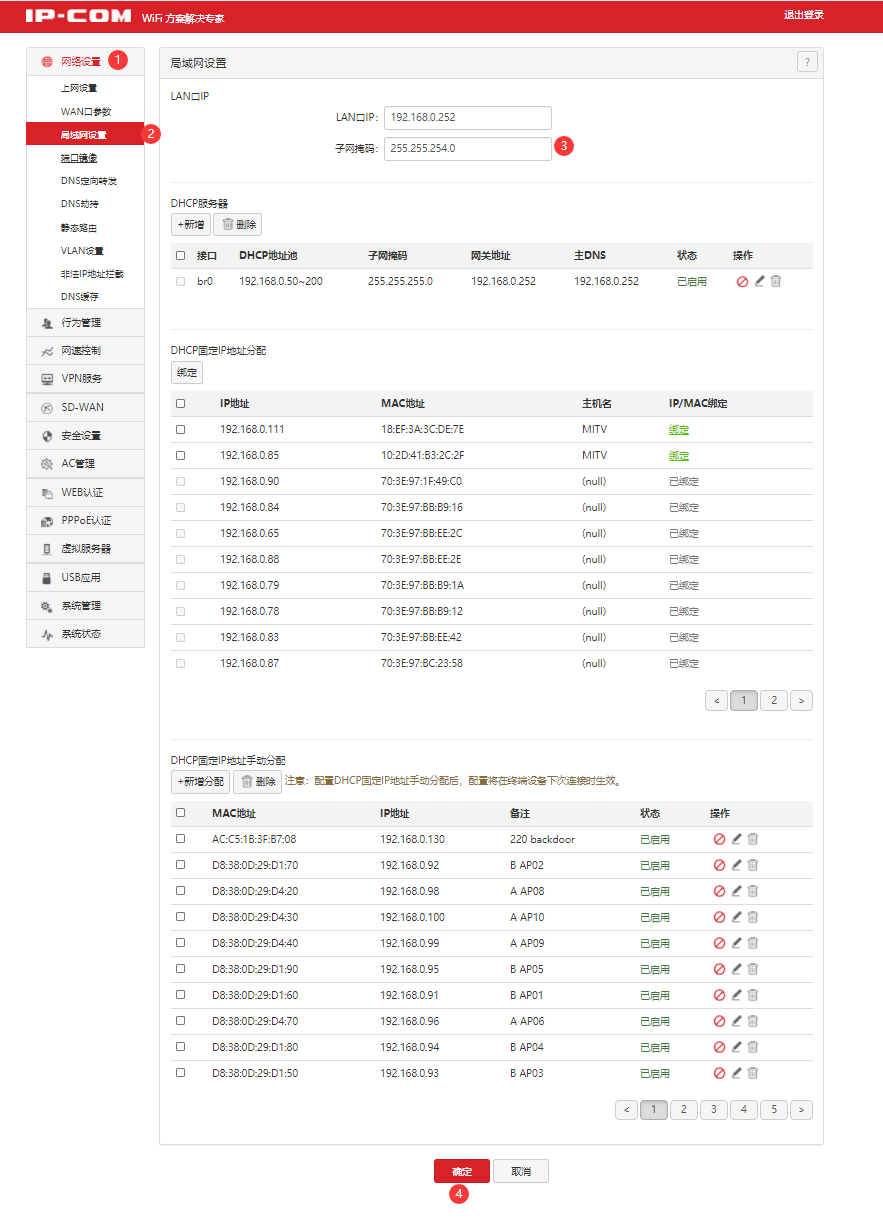 IP-COM WiFi 方案解决专家 退出登录
网络设置 1
上网设置
WAN口参数
局域网设置 2
端口镜像
DNS定向转发
DNS劫持
静态路由
VLAN设置
非法IP地址拦截
DNS缓存
行为管理
网速控制
VPN服务
SD-WAN
安全设置
AC管理
WEB认证
PPPoE认证
虚拟服务器
USB应用
系统管理
系统状态
局域网设置 ?
LAN口IP
LAN口IP: 192.168.0.252
子网掩码: 255.255.254.0 3
DHCP服务器
+新增 删除
接口 DHCP地址池 子网掩码 网关地址 主DNS 状态 操作
br0 192.168.0.50~200 255.255.255.0 192.168.0.252 192.168.0.252 已启用
DHCP固定IP地址分配
绑定
IP地址 MAC地址 主机名 IP/MAC绑定
192.168.0.111 18:EF:3A:3C:DE:7E MITV 绑定
192.168.0.85 10:2D:41:B3:2C:2F MITV 绑定
192.168.0.90 70:3E:97:1F:49:C0 (null) 已绑定
192.168.0.84 70:3E:97:BB:B9:16 (null) 已绑定
192.168.0.65 70:3E:97:BB:EE:2C (null) 已绑定
192.168.0.88 70:3E:97:BB:EE:2E (null) 已绑定
192.168.0.79 70:3E:97:BB:B9:1A (null) 已绑定
192.168.0.78 70:3E:97:BB:B9:12 (null) 已绑定
192.168.0.83 70:3E:97:BB:EE:42 (null) 已绑定
192.168.0.87 70:3E:97:BC:23:58 (null) 已绑定
< 1 2 >
DHCP固定IP地址手动分配
+新增分配 删除 注意：配置DHCP固定IP地址手动分配后，配置将在终端设备下次连接时生效。
MAC地址 IP地址 备注 状态 操作
AC:C5:1B:3F:B7:08 192.168.0.130 220 backdoor 已启用
D8:38:0D:29:D1:70 192.168.0.92 B AP02 已启用
D8:38:0D:29:D4:20 192.168.0.98 A AP08 已启用
D8:38:0D:29:D4:30 192.168.0.100 A AP10 已启用
D8:38:0D:29:D4:40 192.168.0.99 A AP09 已启用
D8:38:0D:29:D1:90 192.168.0.95 B AP05 已启用
D8:38:0D:29:D1:60 192.168.0.91 B AP01 已启用
D8:38:0D:29:D4:70 192.168.0.96 A AP06 已启用
D8:38:0D:29:D1:80 192.168.0.94 B AP04 已启用
D8:38:0D:29:D1:50 192.168.0.93 B AP03 已启用
< 1 2 3 4 5 >
确定 取消
4